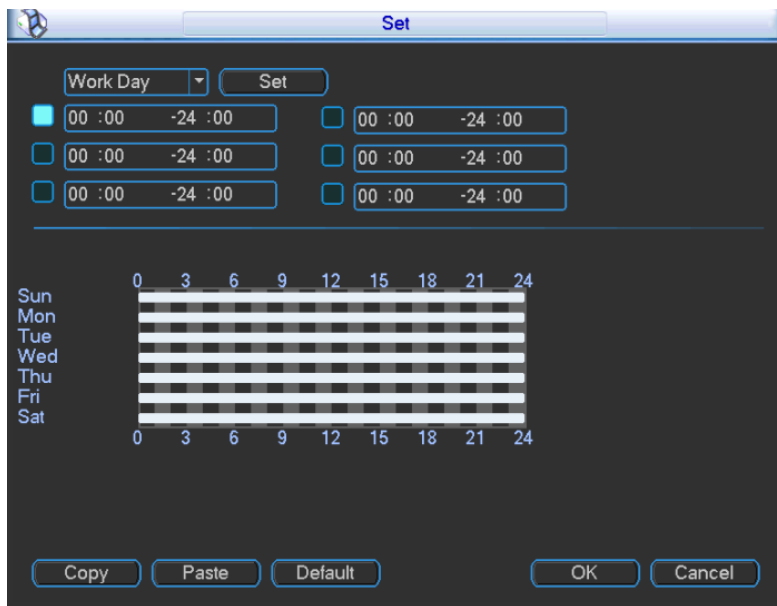 Set
Work Day Set
00 :00 -24 :00 00 :00 -24 :00
00 :00 -24 :00 00 :00 -24 :00
00 :00 -24 :00 00 :00 -24 :00
0 3 6 9 12 15 18 21 24
Sun
Mon
Tue
Wed
Thu
Fri
Sat
0 3 6 9 12 15 18 21 24
Copy Paste Default OK Cancel